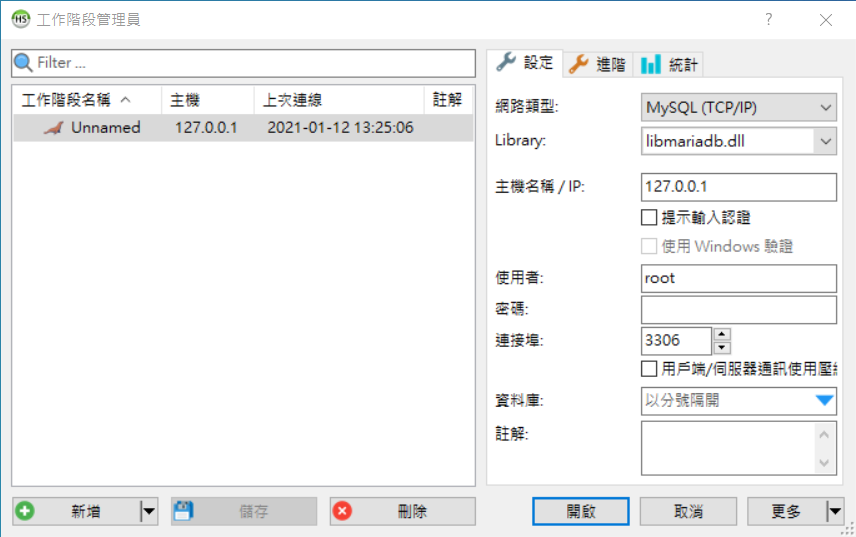 HS 工作階段管理員
Filter ...
工作階段名稱 主機 上次連線 註解
Unnamed 127.0.0.1 2021-01-12 13:25:06
新增 儲存 刪除
設定 進階 統計
網路類型: MySQL (TCP/IP)
Library: libmariadb.dll
主機名稱 / IP: 127.0.0.1
提示輸入認證
使用 Windows 驗證
使用者: root
密碼:
連接埠: 3306
用戶端/伺服器通訊使用壓
資料庫: 以分號隔開
註解:
開啟 取消 更多